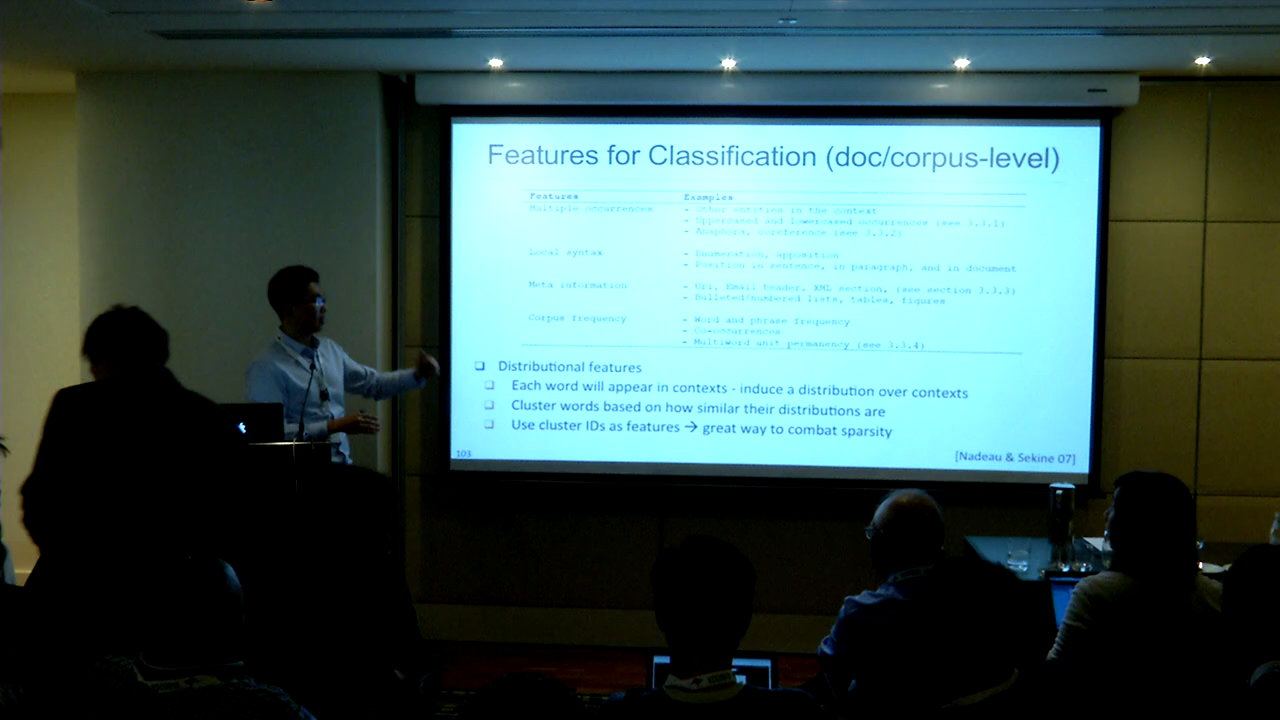 Features for Classification (doc/corpus-level)
Features Examples
Multiple occurrences - Other entities in the context
- Uppercased and lowercased occurrences (see 3.3.1)
- Anaphora, coreference (see 3.3.2)
Local syntax - Enumeration, apposition
- Position in sentence, in paragraph, and in document
Meta information - Uri, Email header, XML section, (see section 3.3.3)
- Bulleted/numbered lists, tables, figures
Corpus frequency - Word and phrase frequency
- Co-occurrences
- Multiword unit permanency (see 3.3.4)
Distributional features
Each word will appear in contexts - induce a distribution over contexts
Cluster words based on how similar their distributions are
Use cluster IDs as features → great way to combat sparsity
103 [Nadeau & Sekine 07]